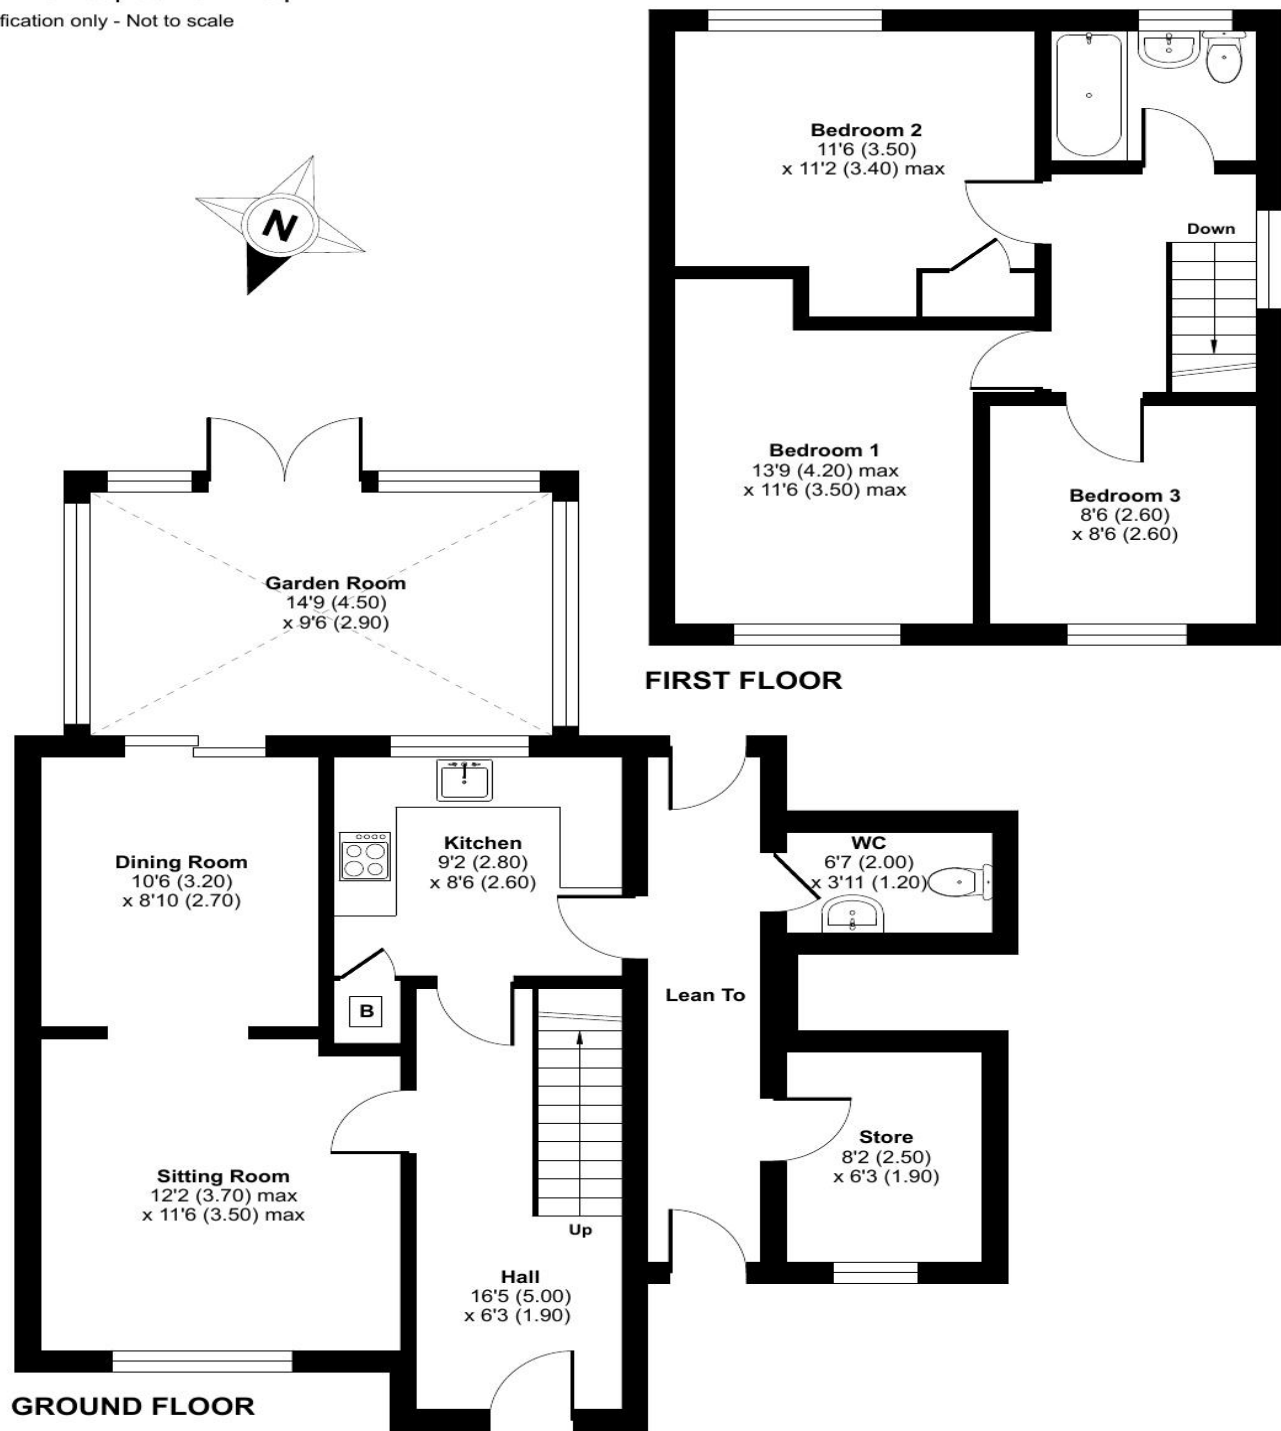 fication only - Not to scale
N
Bedroom 2
11'6 (3.50)
x 11'2 (3.40) max
Down
Bedroom 1
13'9 (4.20) max
x 11'6 (3.50) max
Bedroom 3
8'6 (2.60)
x 8'6 (2.60)
FIRST FLOOR
Garden Room
14'9 (4.50)
x 9'6 (2.90)
Kitchen
9'2 (2.80)
x 8'6 (2.60)
WC
6'7 (2.00)
x 3'11 (1.20)
Dining Room
10'6 (3.20)
x 8'10 (2.70)
Lean To
B
Store
8'2 (2.50)
x 6'3 (1.90)
Sitting Room
12'2 (3.70) max
x 11'6 (3.50) max
Up
Hall
16'5 (5.00)
x 6'3 (1.90)
GROUND FLOOR